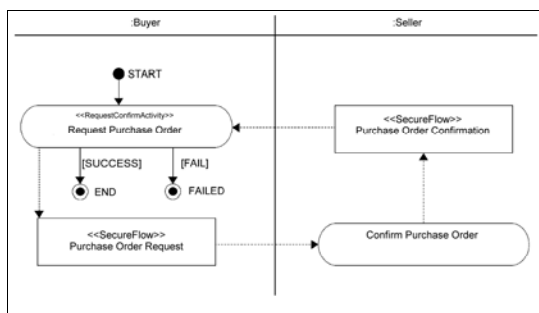 :Buyer
:Seller
START
<<RequestConfirmActivity>>
Request Purchase Order
<<SecureFlow>>
Purchase Order Confirmation
[SUCCESS]
[FAIL]
END
FAILED
<<SecureFlow>>
Purchase Order Request
Confirm Purchase Order